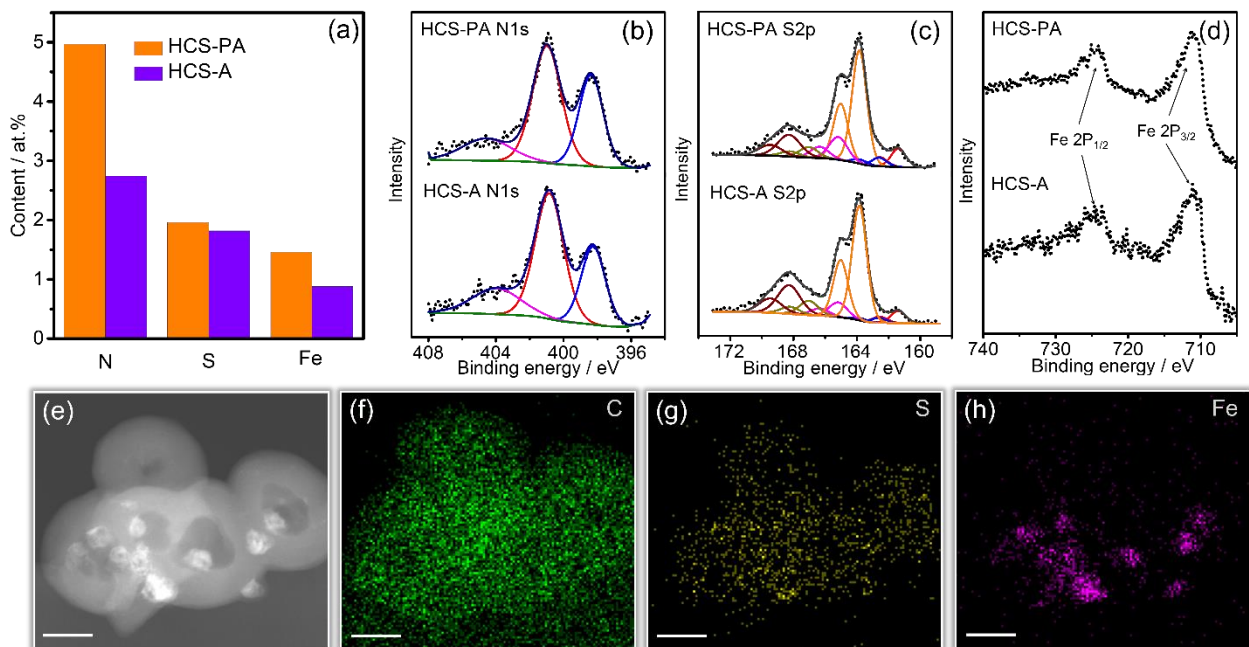 (a)
HCS-PA
HCS-A
Content / at.%
5
4
3
2
1
0
N S Fe
(b)
HCS-PA N1s
HCS-A N1s
Intensity
408 404 400 396
Binding energy / eV
(c)
HCS-PA S2p
HCS-A S2p
Intensity
172 168 164 160
Binding energy / eV
(d)
HCS-PA
Fe 2P1/2
Fe 2P3/2
HCS-A
Intensity
740 730 720 710
Binding energy / eV
(e)
(f) C
(g) S
(h) Fe